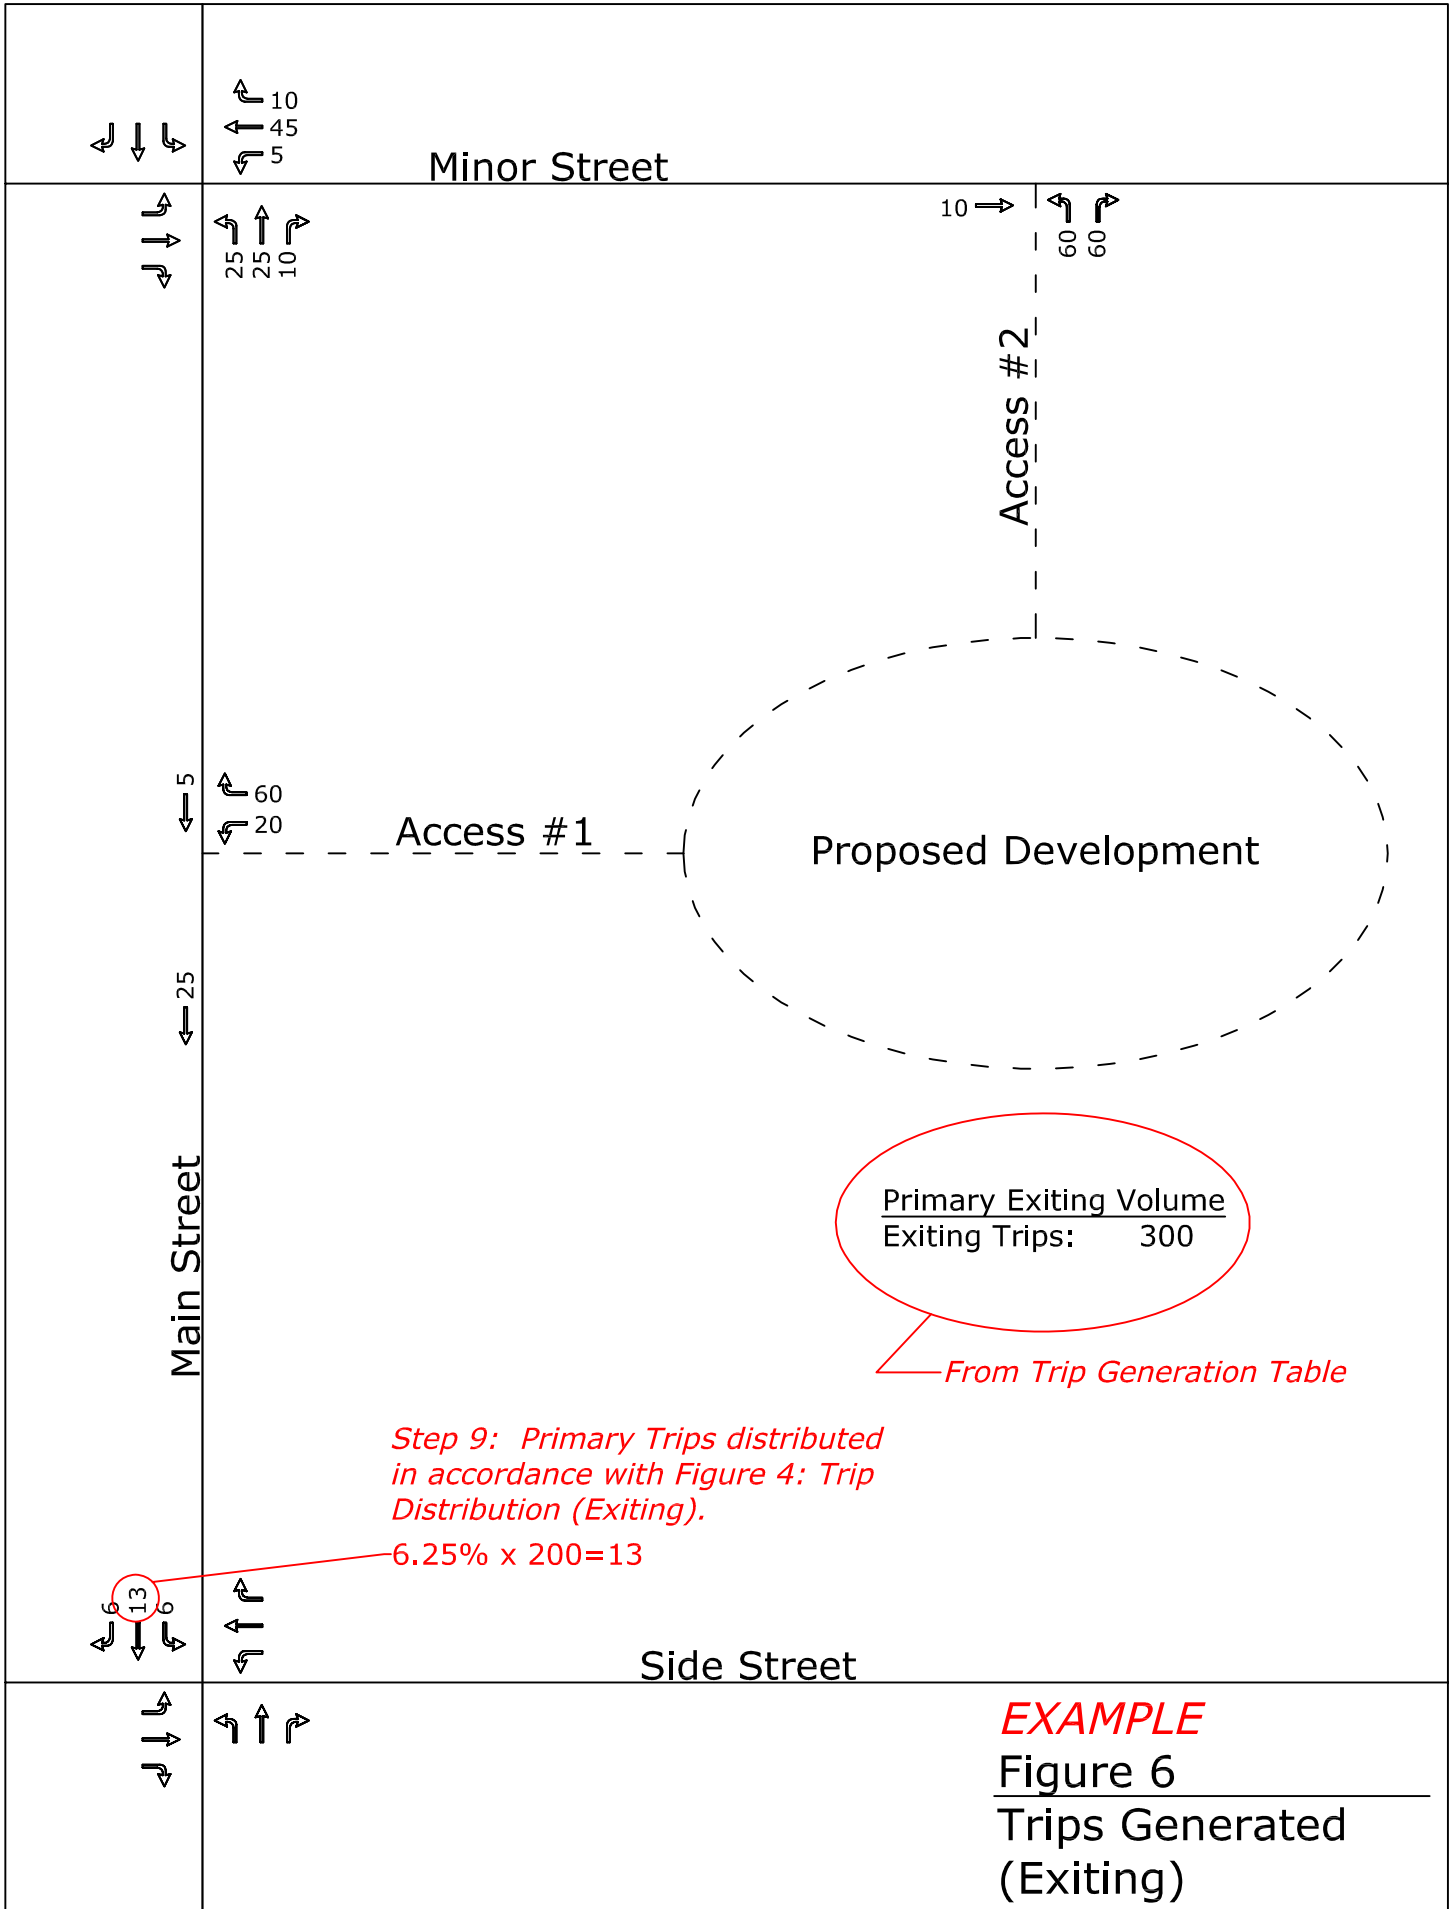 10
45
5
Minor Street
25
25
10
10
60
60
Access #2
5
60
20
Access #1
Proposed Development
25
Main Street
Primary Exiting Volume
Exiting Trips: 300
From Trip Generation Table
Step 9: Primary Trips distributed
in accordance with Figure 4: Trip
Distribution (Exiting).
6.25% x 200=13
6
13
6
Side Street
EXAMPLE
Figure 6
Trips Generated
(Exiting)